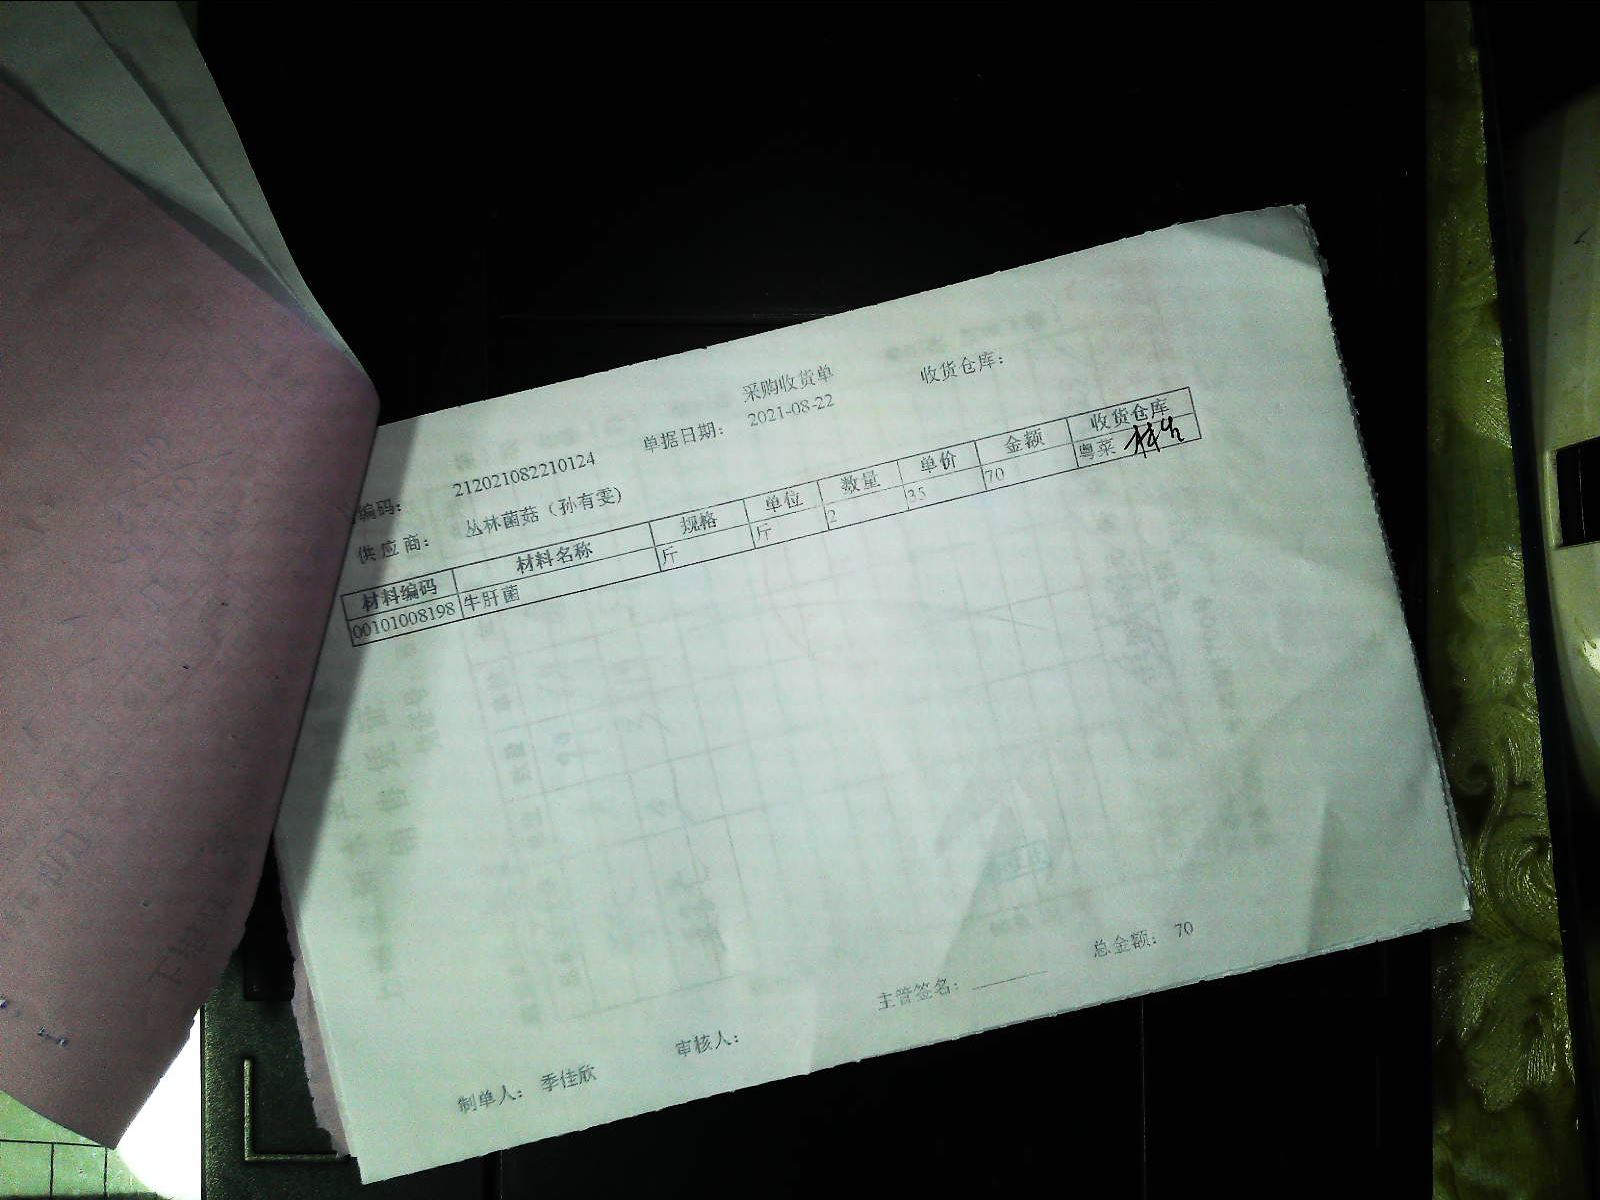 采购收货单
编码： 212021082210124 单据日期： 2021-08-22 收货仓库：
供应商： 丛林菌菇（孙有雯）
材料编码 材料名称 规格 单位 数量 单价 金额 收货仓库
00101008198 牛肝菌 斤 斤 2 35 70 粤菜
制单人： 季佳欣 审核人： 主管签名： 总金额： 70